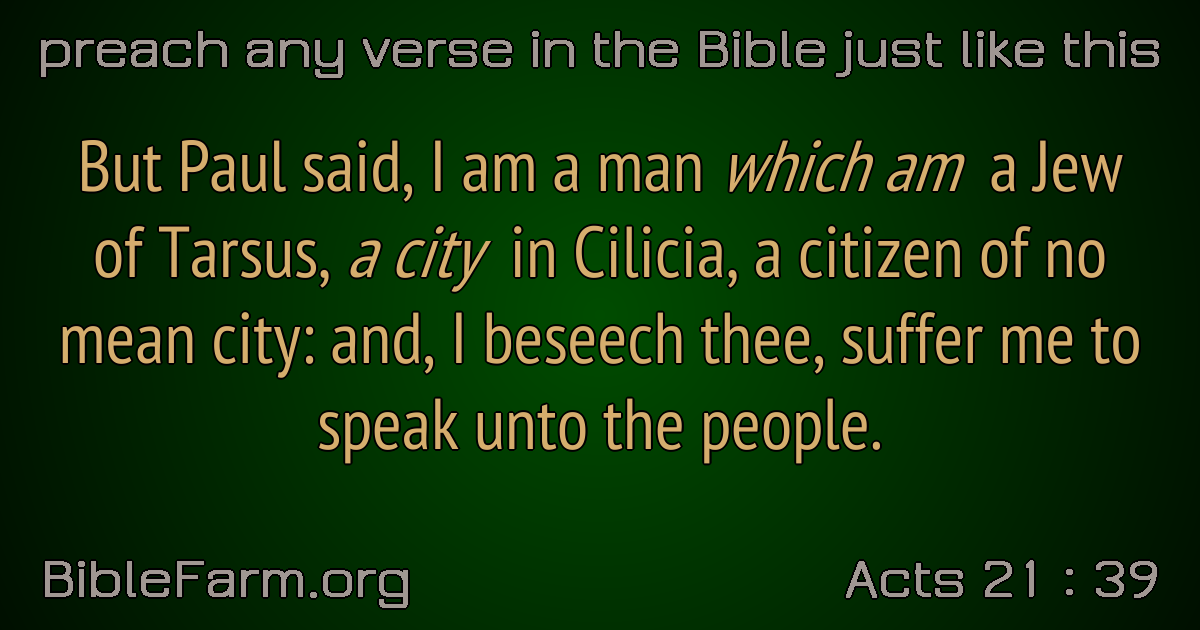 preach any verse in the Bible just like this
But Paul said, I am a man which am a Jew
of Tarsus, a city in Cilicia, a citizen of no
mean city: and, I beseech thee, suffer me to
speak unto the people.
BibleFarm.org
Acts 21 : 39